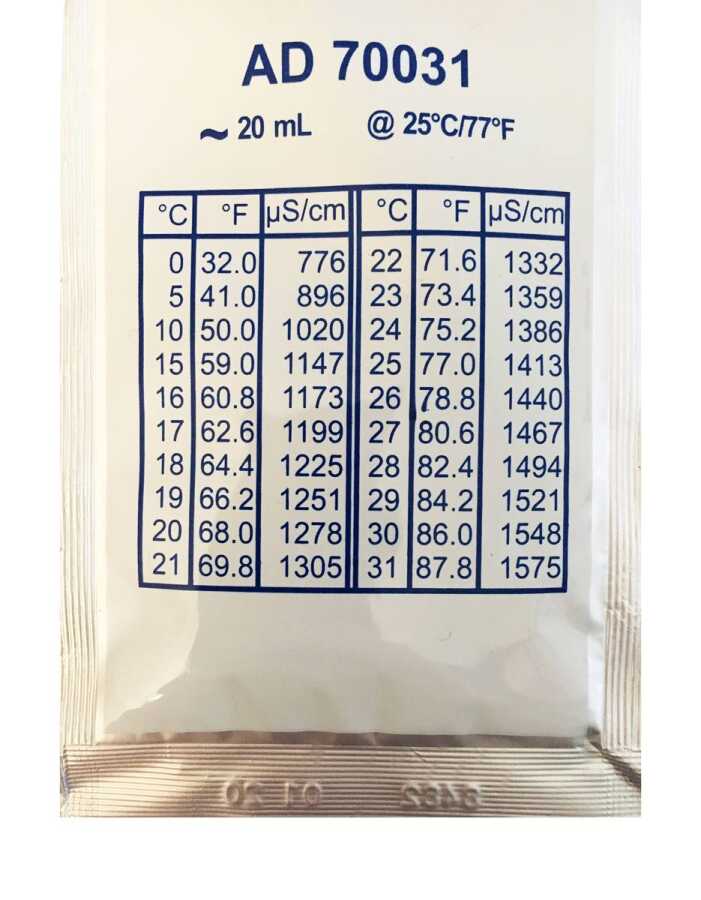 AD 70031
~ 20 mL @ 25°C/77°F
°C °F µS/cm °C °F µS/cm
0 32.0 776 22 71.6 1332
5 41.0 896 23 73.4 1359
10 50.0 1020 24 75.2 1386
15 59.0 1147 25 77.0 1413
16 60.8 1173 26 78.8 1440
17 62.6 1199 27 80.6 1467
18 64.4 1225 28 82.4 1494
19 66.2 1251 29 84.2 1521
20 68.0 1278 30 86.0 1548
21 69.8 1305 31 87.8 1575